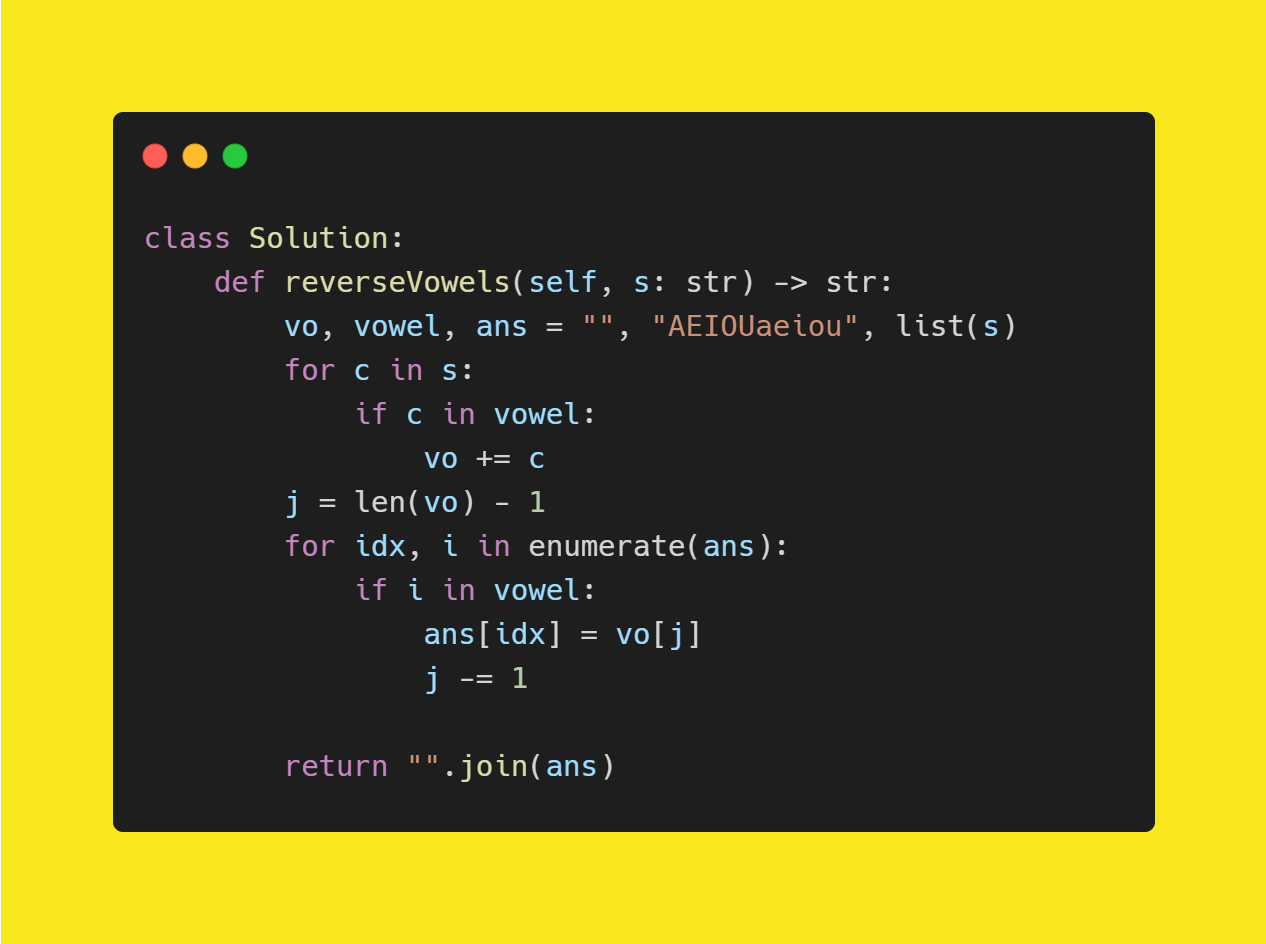 class Solution:
    def reverseVowels(self, s: str) -> str:
        vo, vowel, ans = "", "AEIOUaeiou", list(s)
        for c in s:
            if c in vowel:
                vo += c
        j = len(vo) - 1
        for idx, i in enumerate(ans):
            if i in vowel:
                ans[idx] = vo[j]
                j -= 1

        return "".join(ans)